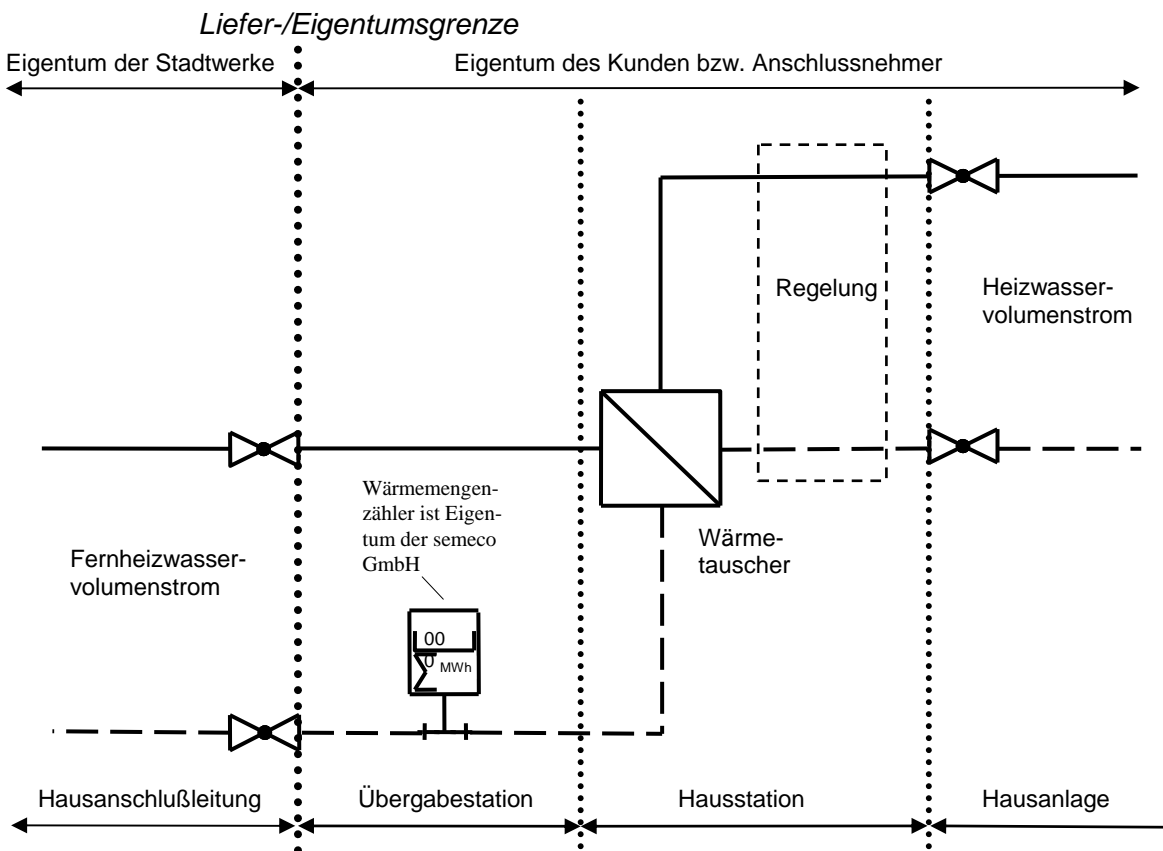 Liefer-/Eigentumsgrenze
Eigentum der Stadtwerke
Eigentum des Kunden bzw. Anschlussnehmer
Regelung
Heizwasser-
volumenstrom
Wärmemengen-
zähler ist Eigen-
tum der semeco
GmbH
Wärme-
tauscher
Fernheizwasser-
volumenstrom
00
0 MWh
Hausanschlußleitung
Übergabestation
Hausstation
Hausanlage